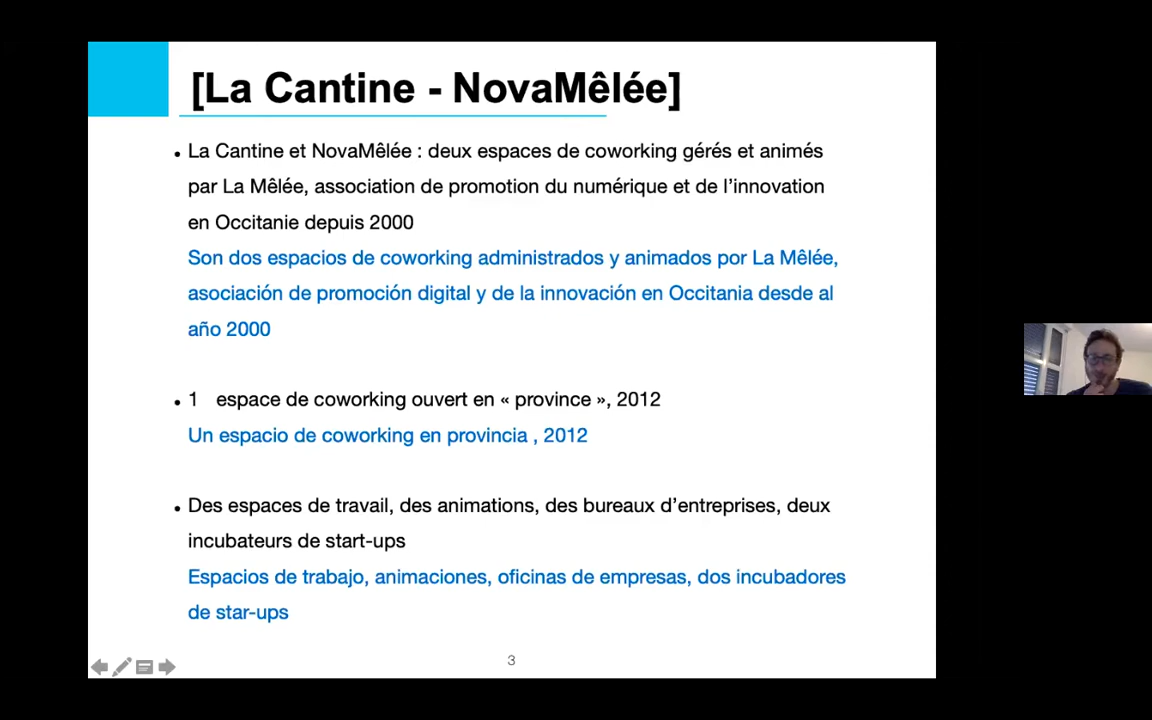 [La Cantine - NovaMêlée]
• La Cantine et NovaMêlée : deux espaces de coworking gérés et animés
par La Mêlée, association de promotion du numérique et de l’innovation
en Occitanie depuis 2000
Son dos espacios de coworking administrados y animados por La Mêlée,
asociación de promoción digital y de la innovación en Occitania desde al
año 2000
• 1 espace de coworking ouvert en « province », 2012
Un espacio de coworking en provincia , 2012
• Des espaces de travail, des animations, des bureaux d’entreprises, deux
incubateurs de start-ups
Espacios de trabajo, animaciones, oficinas de empresas, dos incubadores
de star-ups
3